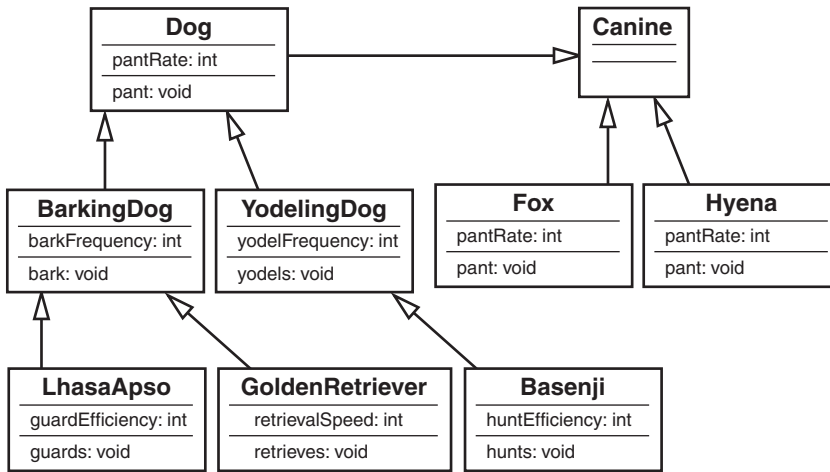 Dog
pantRate: int
pant: void
Canine
BarkingDog
barkFrequency: int
bark: void
YodelingDog
yodelFrequency: int
yodels: void
Fox
pantRate: int
pant: void
Hyena
pantRate: int
pant: void
LhasaApso
guardEfficiency: int
guards: void
GoldenRetriever
retrievalSpeed: int
retrieves: void
Basenji
huntEfficiency: int
hunts: void